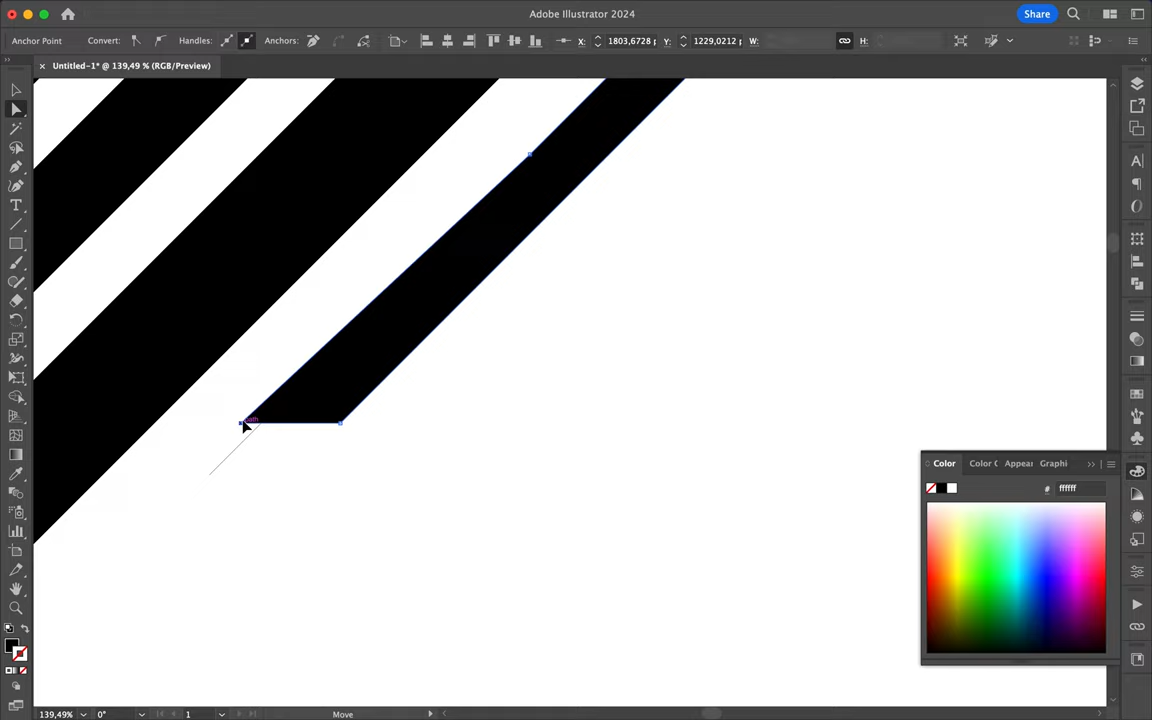 Adobe Illustrator 2024
Share
Anchor Point
Convert:
Handles:
Anchors:
X:
1803,6728
Y:
1229,0212
W:
H:
× Untitled-1* @ 139,49 % (RGB/Preview)
path
Color
Color C
Appear
Graphi
# ffffff
139,49%
0°
1
Move